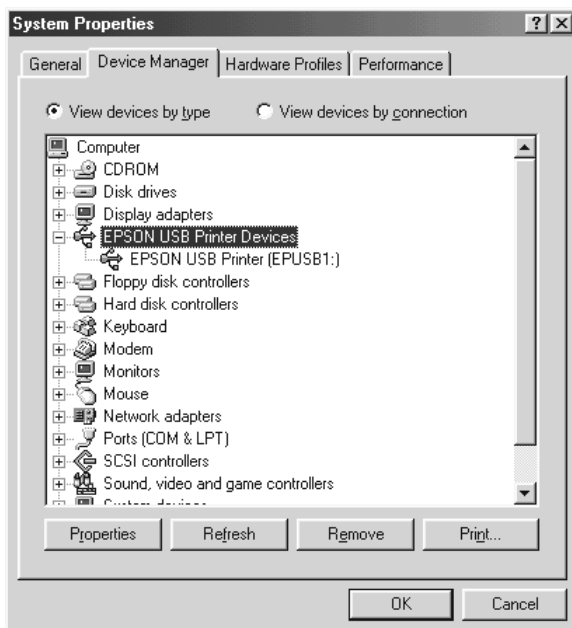 System Properties
General Device Manager Hardware Profiles Performance
View devices by type View devices by connection
Computer
CDROM
Disk drives
Display adapters
EPSON USB Printer Devices
EPSON USB Printer (EPUSB1:)
Floppy disk controllers
Hard disk controllers
Keyboard
Modem
Monitors
Mouse
Network adapters
Ports (COM & LPT)
SCSI controllers
Sound, video and game controllers
System devices
Properties Refresh Remove Print...
OK Cancel